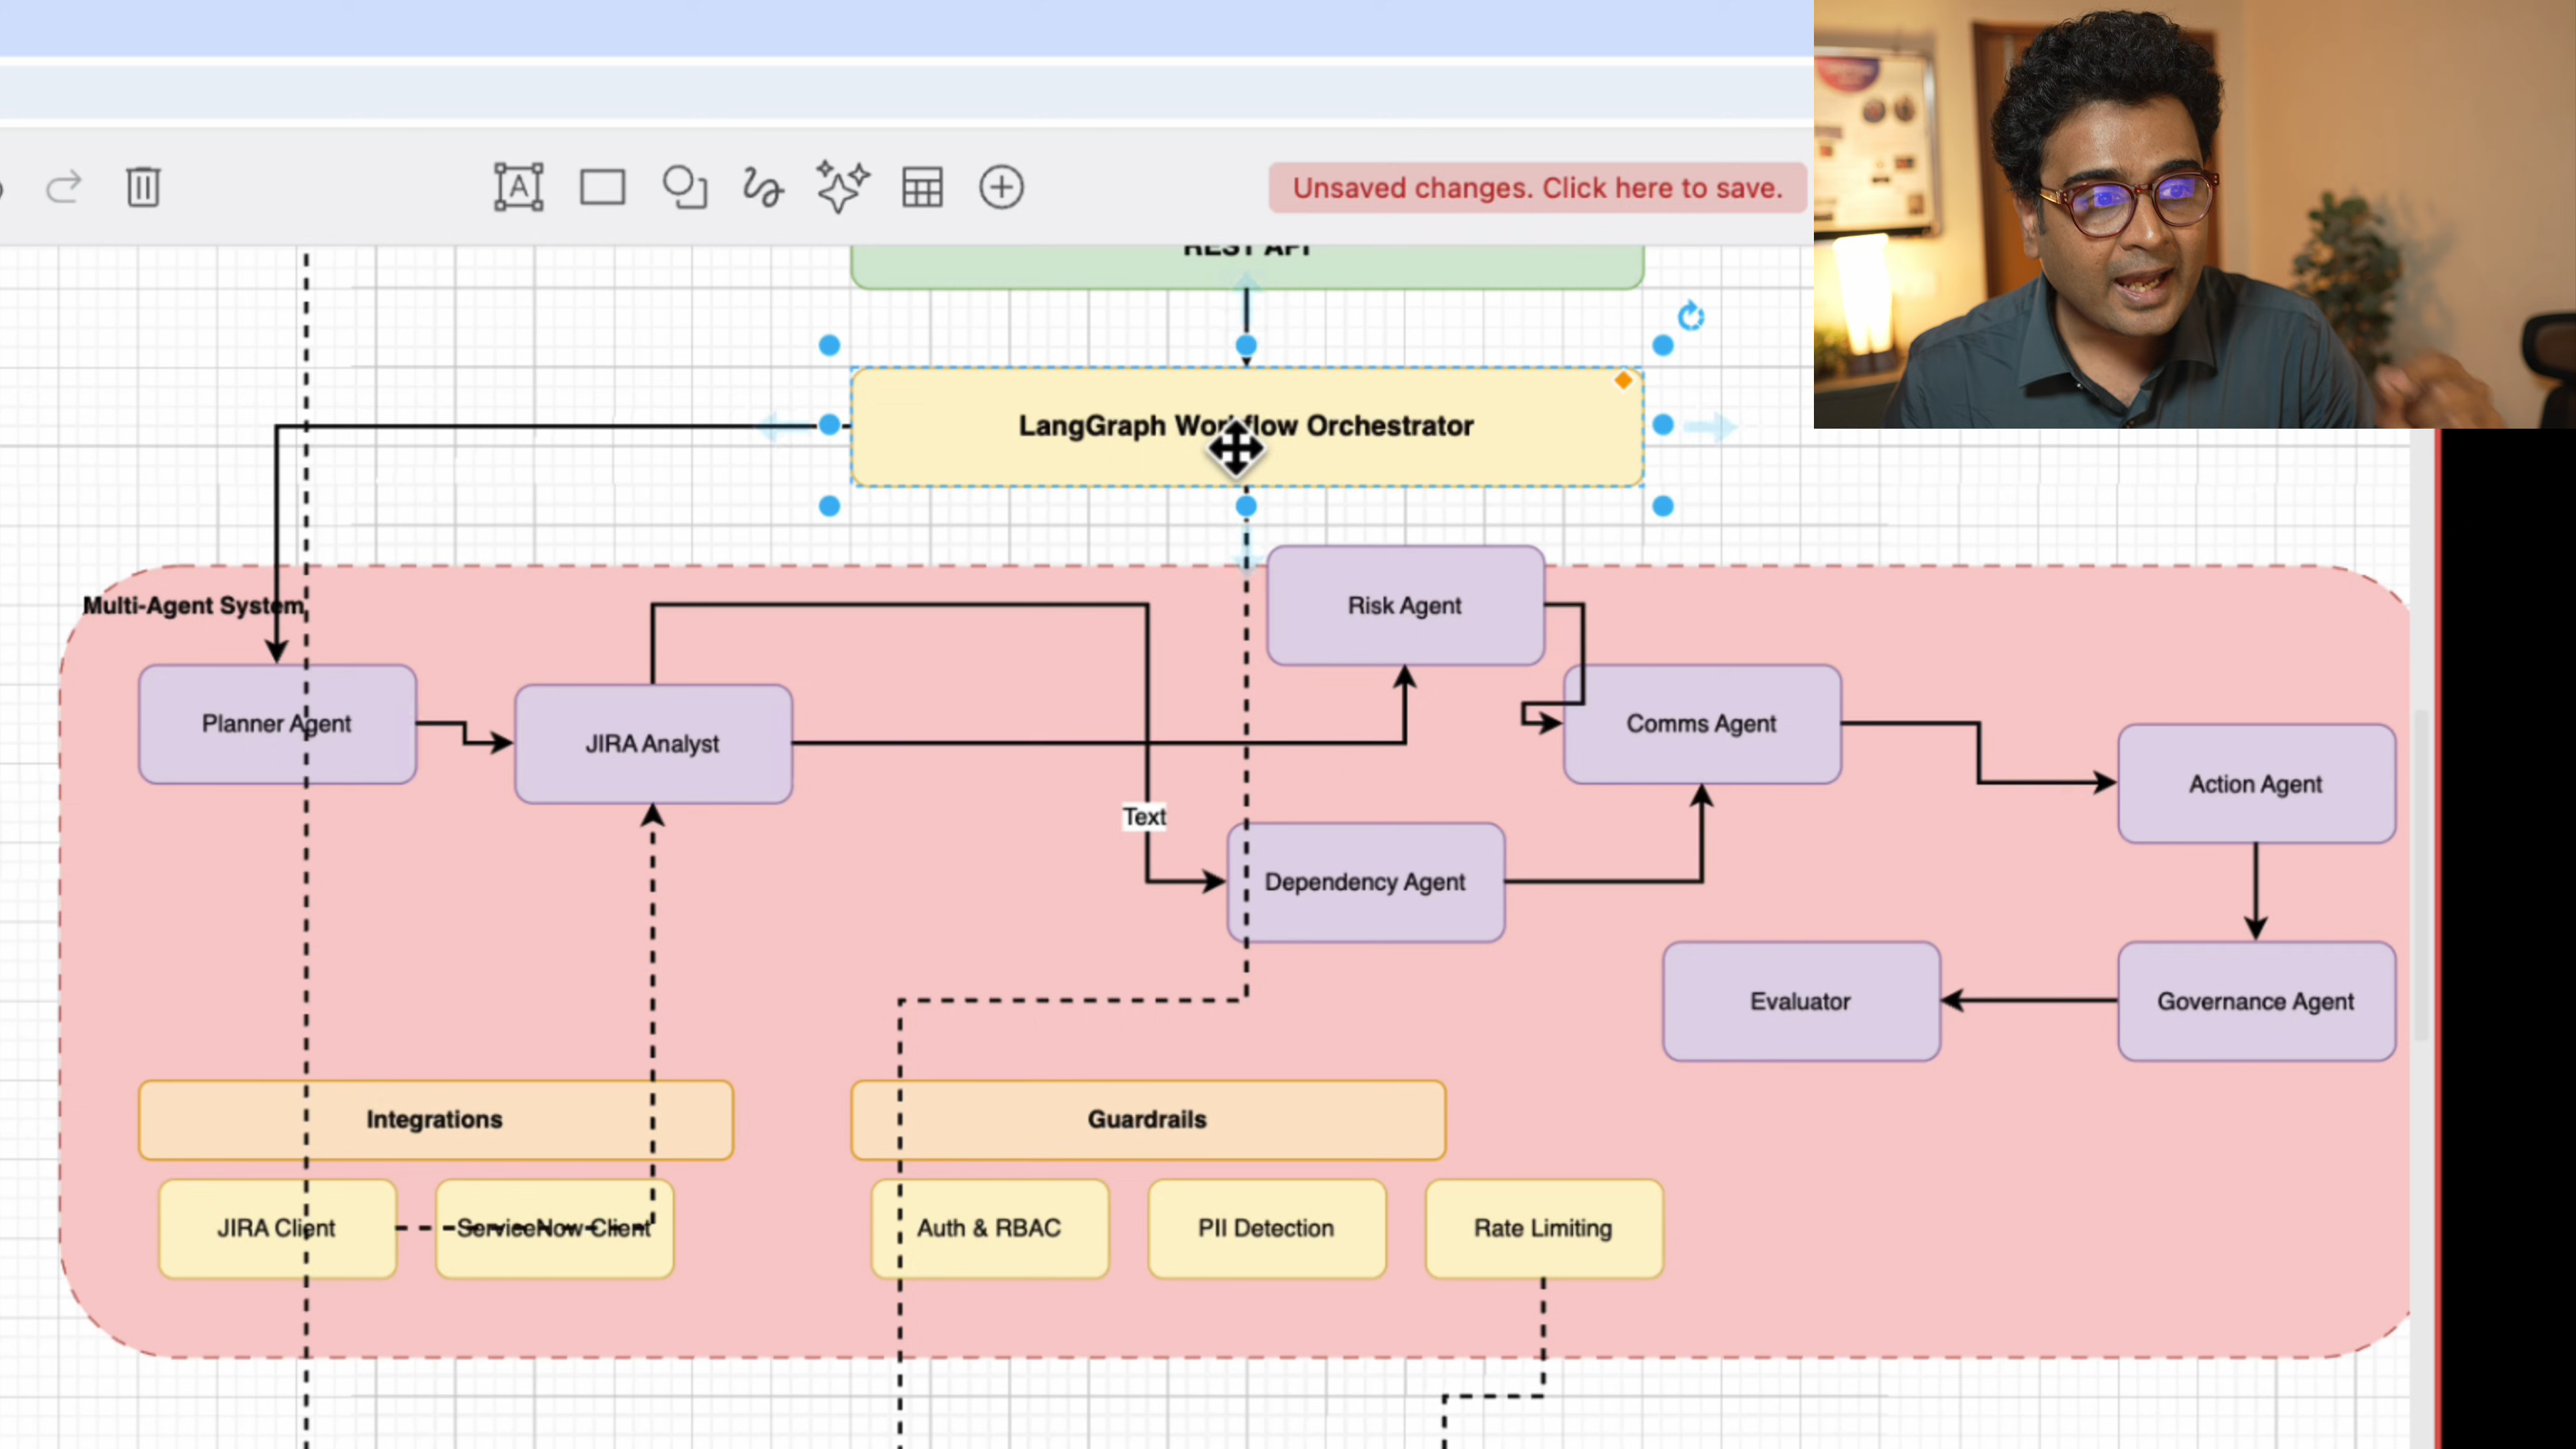 Unsaved changes. Click here to save.
REST API
LangGraph Workflow Orchestrator
Multi-Agent System
Risk Agent
Planner Agent
JIRA Analyst
Comms Agent
Action Agent
Text
Dependency Agent
Evaluator
Governance Agent
Integrations
Guardrails
JIRA Client
ServiceNow Client
Auth & RBAC
PII Detection
Rate Limiting